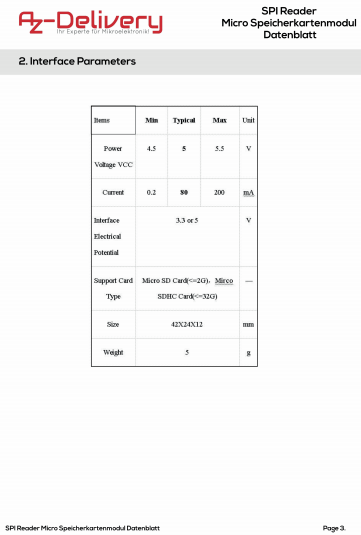 SPI Reader
Az-Delivery
Micro Speicherkartenmodul
Ihr Experte für Mikroelektronik!
Datenblatt
2. Interface Parameters
Items Min Typical Max Unit
Power Voltage VCC 4.5 5 5.5 V
Current 0.2 80 200 mA
Interface Electrical Potential 3.3 or 5 V
Support Card Type Micro SD Card(<=2G), Mirco SDHC Card(<=32G) —
Size 42X24X12 mm
Weight 5 g
SPI Reader Micro Speicherkartenmodul Datenblatt Page 3.